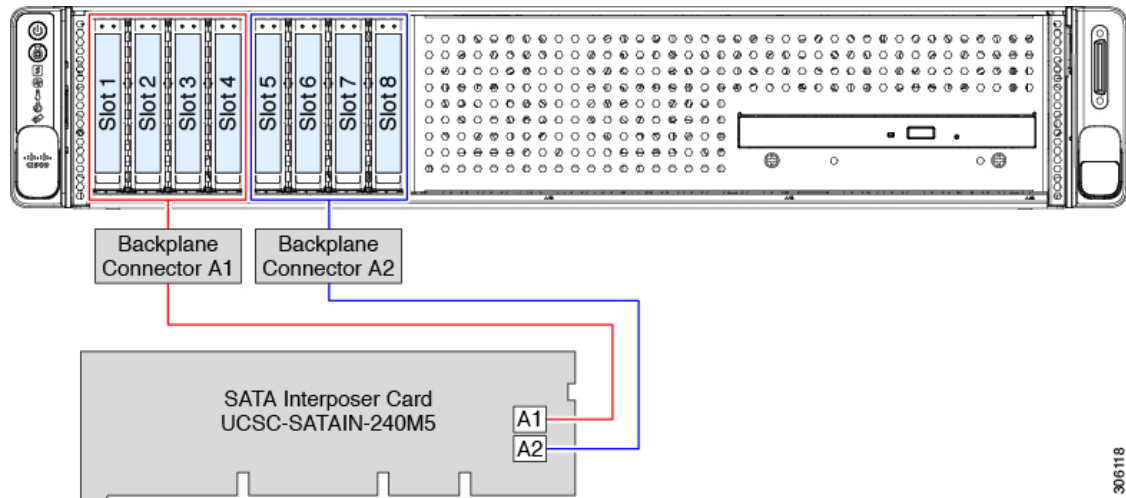 Slot 1
Slot 2
Slot 3
Slot 4
Slot 5
Slot 6
Slot 7
Slot 8
Backplane
Connector A1
Backplane
Connector A2
SATA Interposer Card
UCSC-SATAIN-240M5
A1
A2
306118